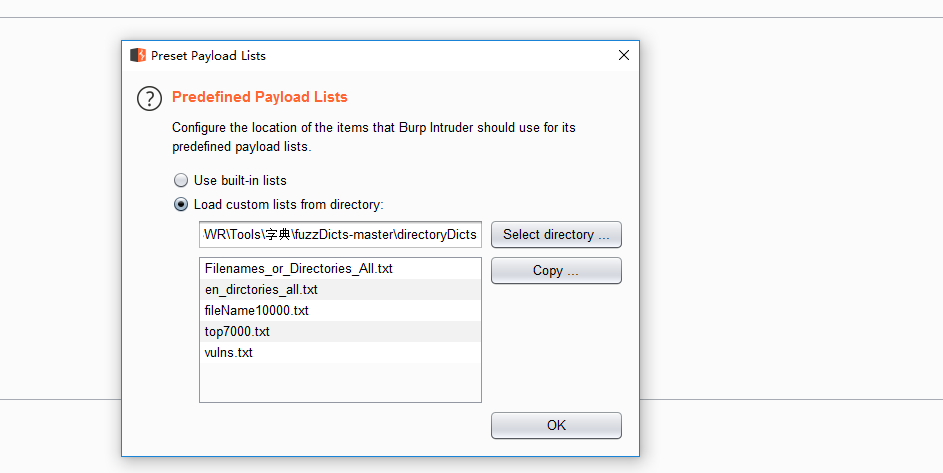 Preset Payload Lists
Predefined Payload Lists
Configure the location of the items that Burp Intruder should use for its
predefined payload lists.
Use built-in lists
Load custom lists from directory:
WR\Tools\字典\fuzzDicts-master\directoryDicts
Select directory ...
Filenames_or_Directories_All.txt
Copy ...
en_dirctories_all.txt
fileName10000.txt
top7000.txt
vulns.txt
OK